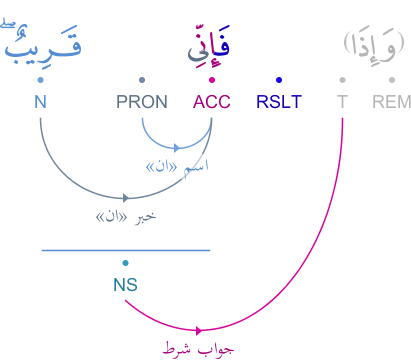 (وَإِذَا) فَإِنِّى قَرِيبٌ ۖ
REM T RSLT ACC PRON N
اسم «ان»
خبر «ان»
NS
جواب شرط